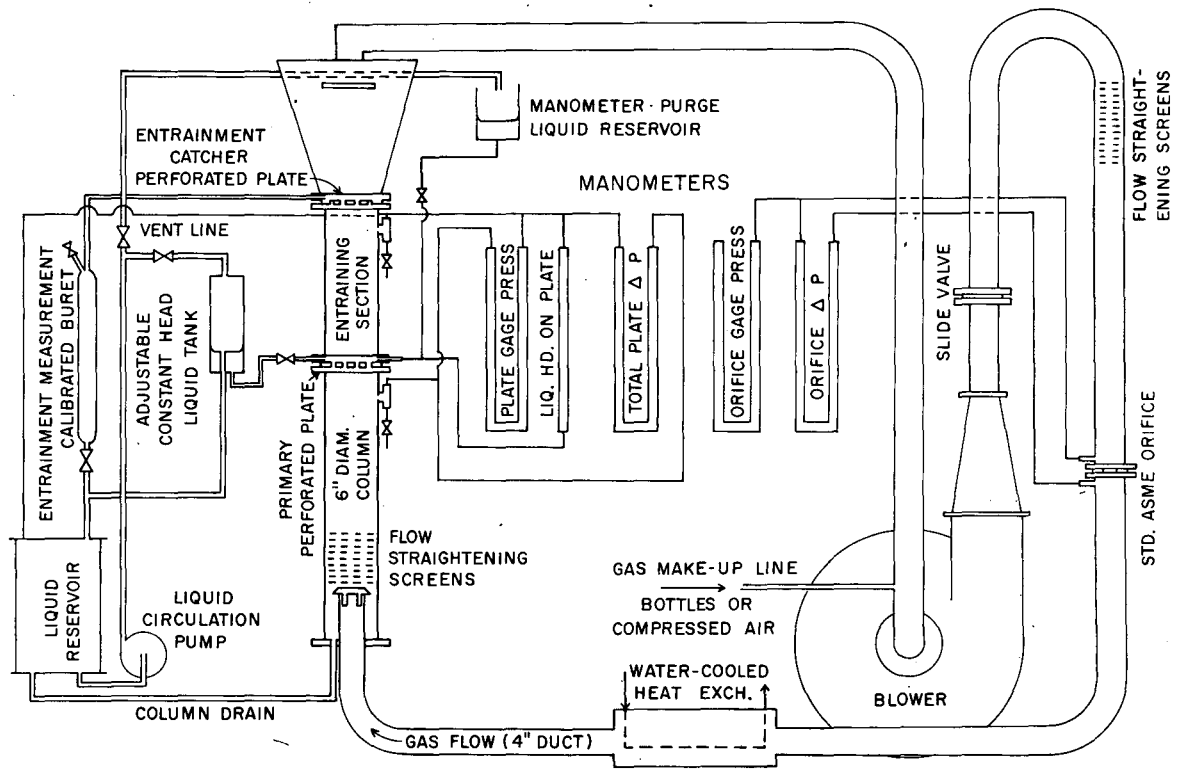 MANOMETER-PURGE
LIQUID RESERVOIR
ENTRAINMENT
CATCHER
PERFORATED PLATE
MANOMETERS
FLOW STRAIGHT-
ENING SCREENS
VENT LINE
ENTRAINMENT MEASUREMENT
CALIBRATED BURET
ADJUSTABLE
CONSTANT HEAD
LIQUID TANK
ENTRAINING
SECTION
PLATE GAGE PRESS
LIQ. HD. ON PLATE
TOTAL PLATE Δ P
ORIFICE GAGE PRESS
ORIFICE Δ P
SLIDE VALVE
PRIMARY
PERFORATED PLATE
6" DIAM.
COLUMN
STD. ASME ORIFICE
FLOW
STRAIGHTENING
SCREENS
LIQUID
RESERVOIR
LIQUID
CIRCULATION
PUMP
GAS MAKE-UP LINE
BOTTLES OR
COMPRESSED AIR
WATER-COOLED
HEAT EXCH.
BLOWER
COLUMN DRAIN
GAS FLOW (4" DUCT)